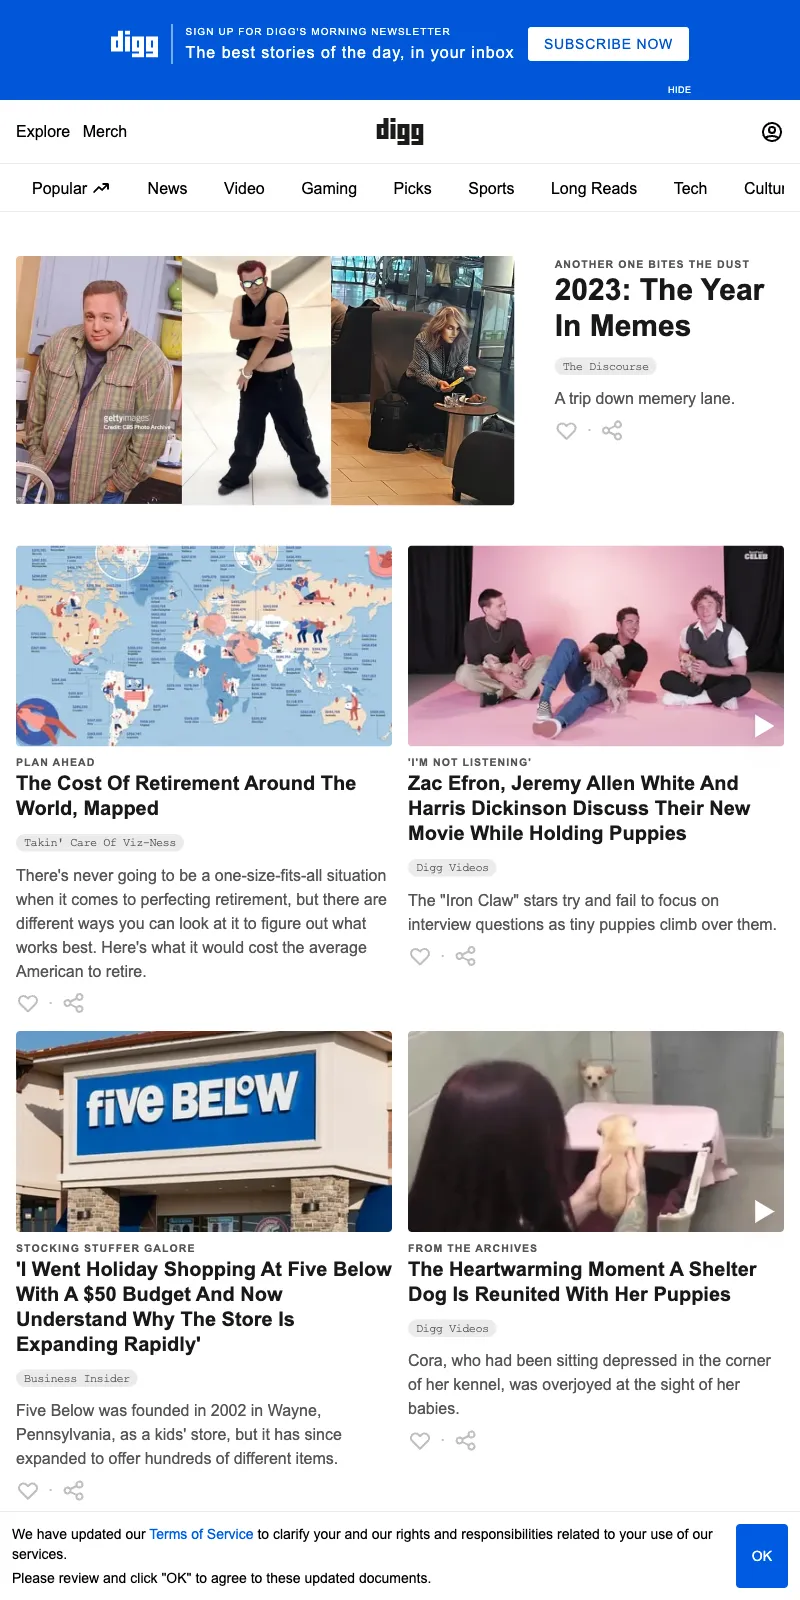 digg
SIGN UP FOR DIGG'S MORNING NEWSLETTER
The best stories of the day, in your inbox
SUBSCRIBE NOW
HIDE
Explore Merch
digg
Popular News Video Gaming Picks Sports Long Reads Tech Cultur
gettyimages
Credit: CBS Photo Archive
ANOTHER ONE BITES THE DUST
2023: The Year
In Memes
The Discourse
A trip down memery lane.
PLAN AHEAD
The Cost Of Retirement Around The
World, Mapped
Takin' Care Of Viz-Ness
There's never going to be a one-size-fits-all situation
when it comes to perfecting retirement, but there are
different ways you can look at it to figure out what
works best. Here's what it would cost the average
American to retire.
CELEB
'I'M NOT LISTENING'
Zac Efron, Jeremy Allen White And
Harris Dickinson Discuss Their New
Movie While Holding Puppies
Digg Videos
The "Iron Claw" stars try and fail to focus on
interview questions as tiny puppies climb over them.
five BELOW
STOCKING STUFFER GALORE
'I Went Holiday Shopping At Five Below
With A $50 Budget And Now
Understand Why The Store Is
Expanding Rapidly'
Business Insider
Five Below was founded in 2002 in Wayne,
Pennsylvania, as a kids' store, but it has since
expanded to offer hundreds of different items.
FROM THE ARCHIVES
The Heartwarming Moment A Shelter
Dog Is Reunited With Her Puppies
Digg Videos
Cora, who had been sitting depressed in the corner
of her kennel, was overjoyed at the sight of her
babies.
We have updated our Terms of Service to clarify your and our rights and responsibilities related to your use of our
services.
Please review and click "OK" to agree to these updated documents.
OK